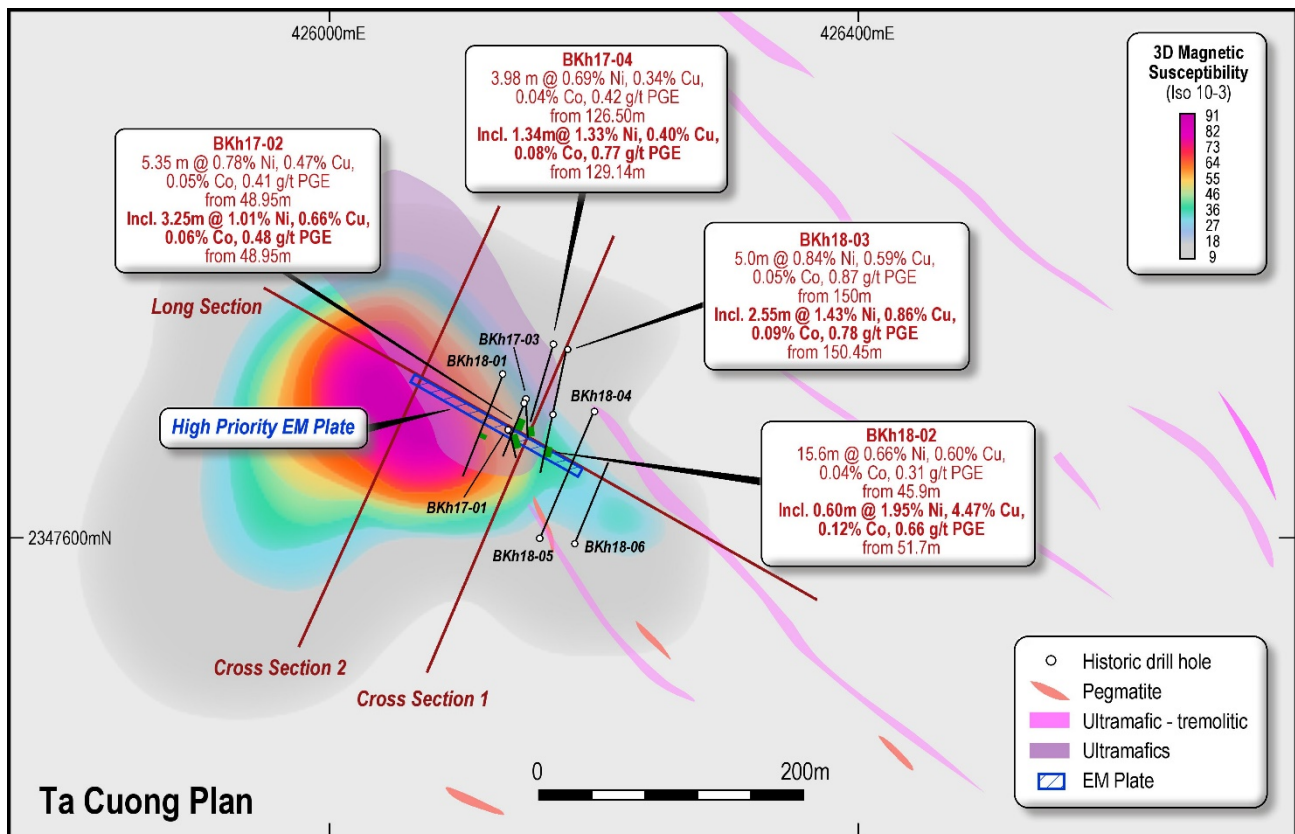 426000mE
426400mE
BKh17-04
3.98 m @ 0.69% Ni, 0.34% Cu,
0.04% Co, 0.42 g/t PGE
from 126.50m
Incl. 1.34m@ 1.33% Ni, 0.40% Cu,
0.08% Co, 0.77 g/t PGE
from 129.14m
3D Magnetic
Susceptibility
(Iso 10-3)
91
82
73
64
55
45
36
27
18
9
BKh17-02
5.35 m @ 0.78% Ni, 0.47% Cu,
0.05% Co, 0.41 g/t PGE
from 48.95m
Incl. 3.25m @ 1.01% Ni, 0.66% Cu,
0.06% Co, 0.48 g/t PGE
from 48.95m
BKh18-03
5.0m @ 0.84% Ni, 0.59% Cu,
0.05% Co, 0.87 g/t PGE
from 150m
Incl. 2.55m @ 1.43% Ni, 0.86% Cu,
0.09% Co, 0.78 g/t PGE
from 150.45m
Long Section
BKh17-03
BKh18-01
BKh18-04
High Priority EM Plate
BKh18-02
15.6m @ 0.66% Ni, 0.60% Cu,
0.04% Co, 0.31 g/t PGE
from 45.9m
Incl. 0.60m @ 1.95% Ni, 4.47% Cu,
0.12% Co, 0.66 g/t PGE
from 51.7m
BKh17-01
2347600mN
BKh18-05
BKh18-06
Cross Section 2
Cross Section 1
Historic drill hole
Pegmatite
Ultramafic - tremolitic
Ultramafics
EM Plate
0
200m
Ta Cuong Plan